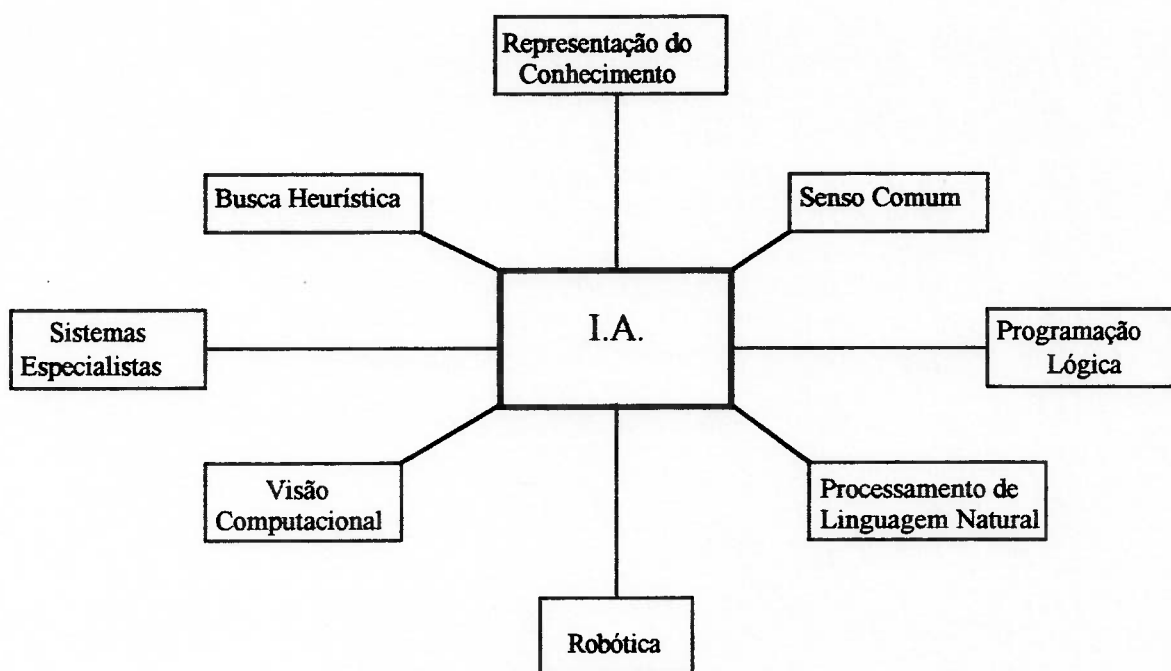 Representação do
Conhecimento
Busca Heurística
Senso Comum
I.A.
Sistemas
Especialistas
Programação
Lógica
Visão
Computacional
Processamento de
Linguagem Natural
Robótica